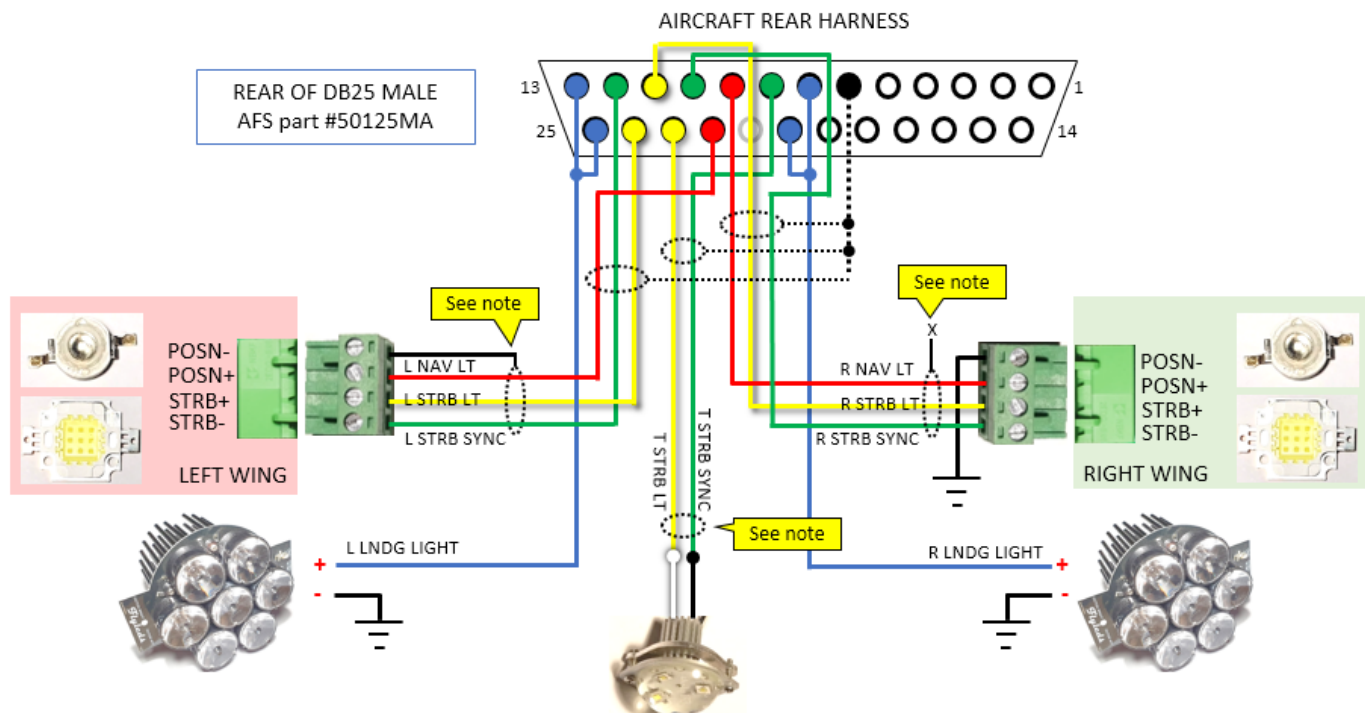 AIRCRAFT REAR HARNESS
REAR OF DB25 MALE
AFS part #50125MA
13
1
25
14
See note
See note
POSN-
POSN+
STRB+
STRB-
LEFT WING
L NAV LT
L STRB LT
L STRB SYNC
X
R NAV LT
R STRB LT
R STRB SYNC
POSN-
POSN+
STRB+
STRB-
RIGHT WING
T STRB LT
T STRB SYNC
See note
L LNDG LIGHT
+
-
R LNDG LIGHT
+
-
Flyleds
Flyleds